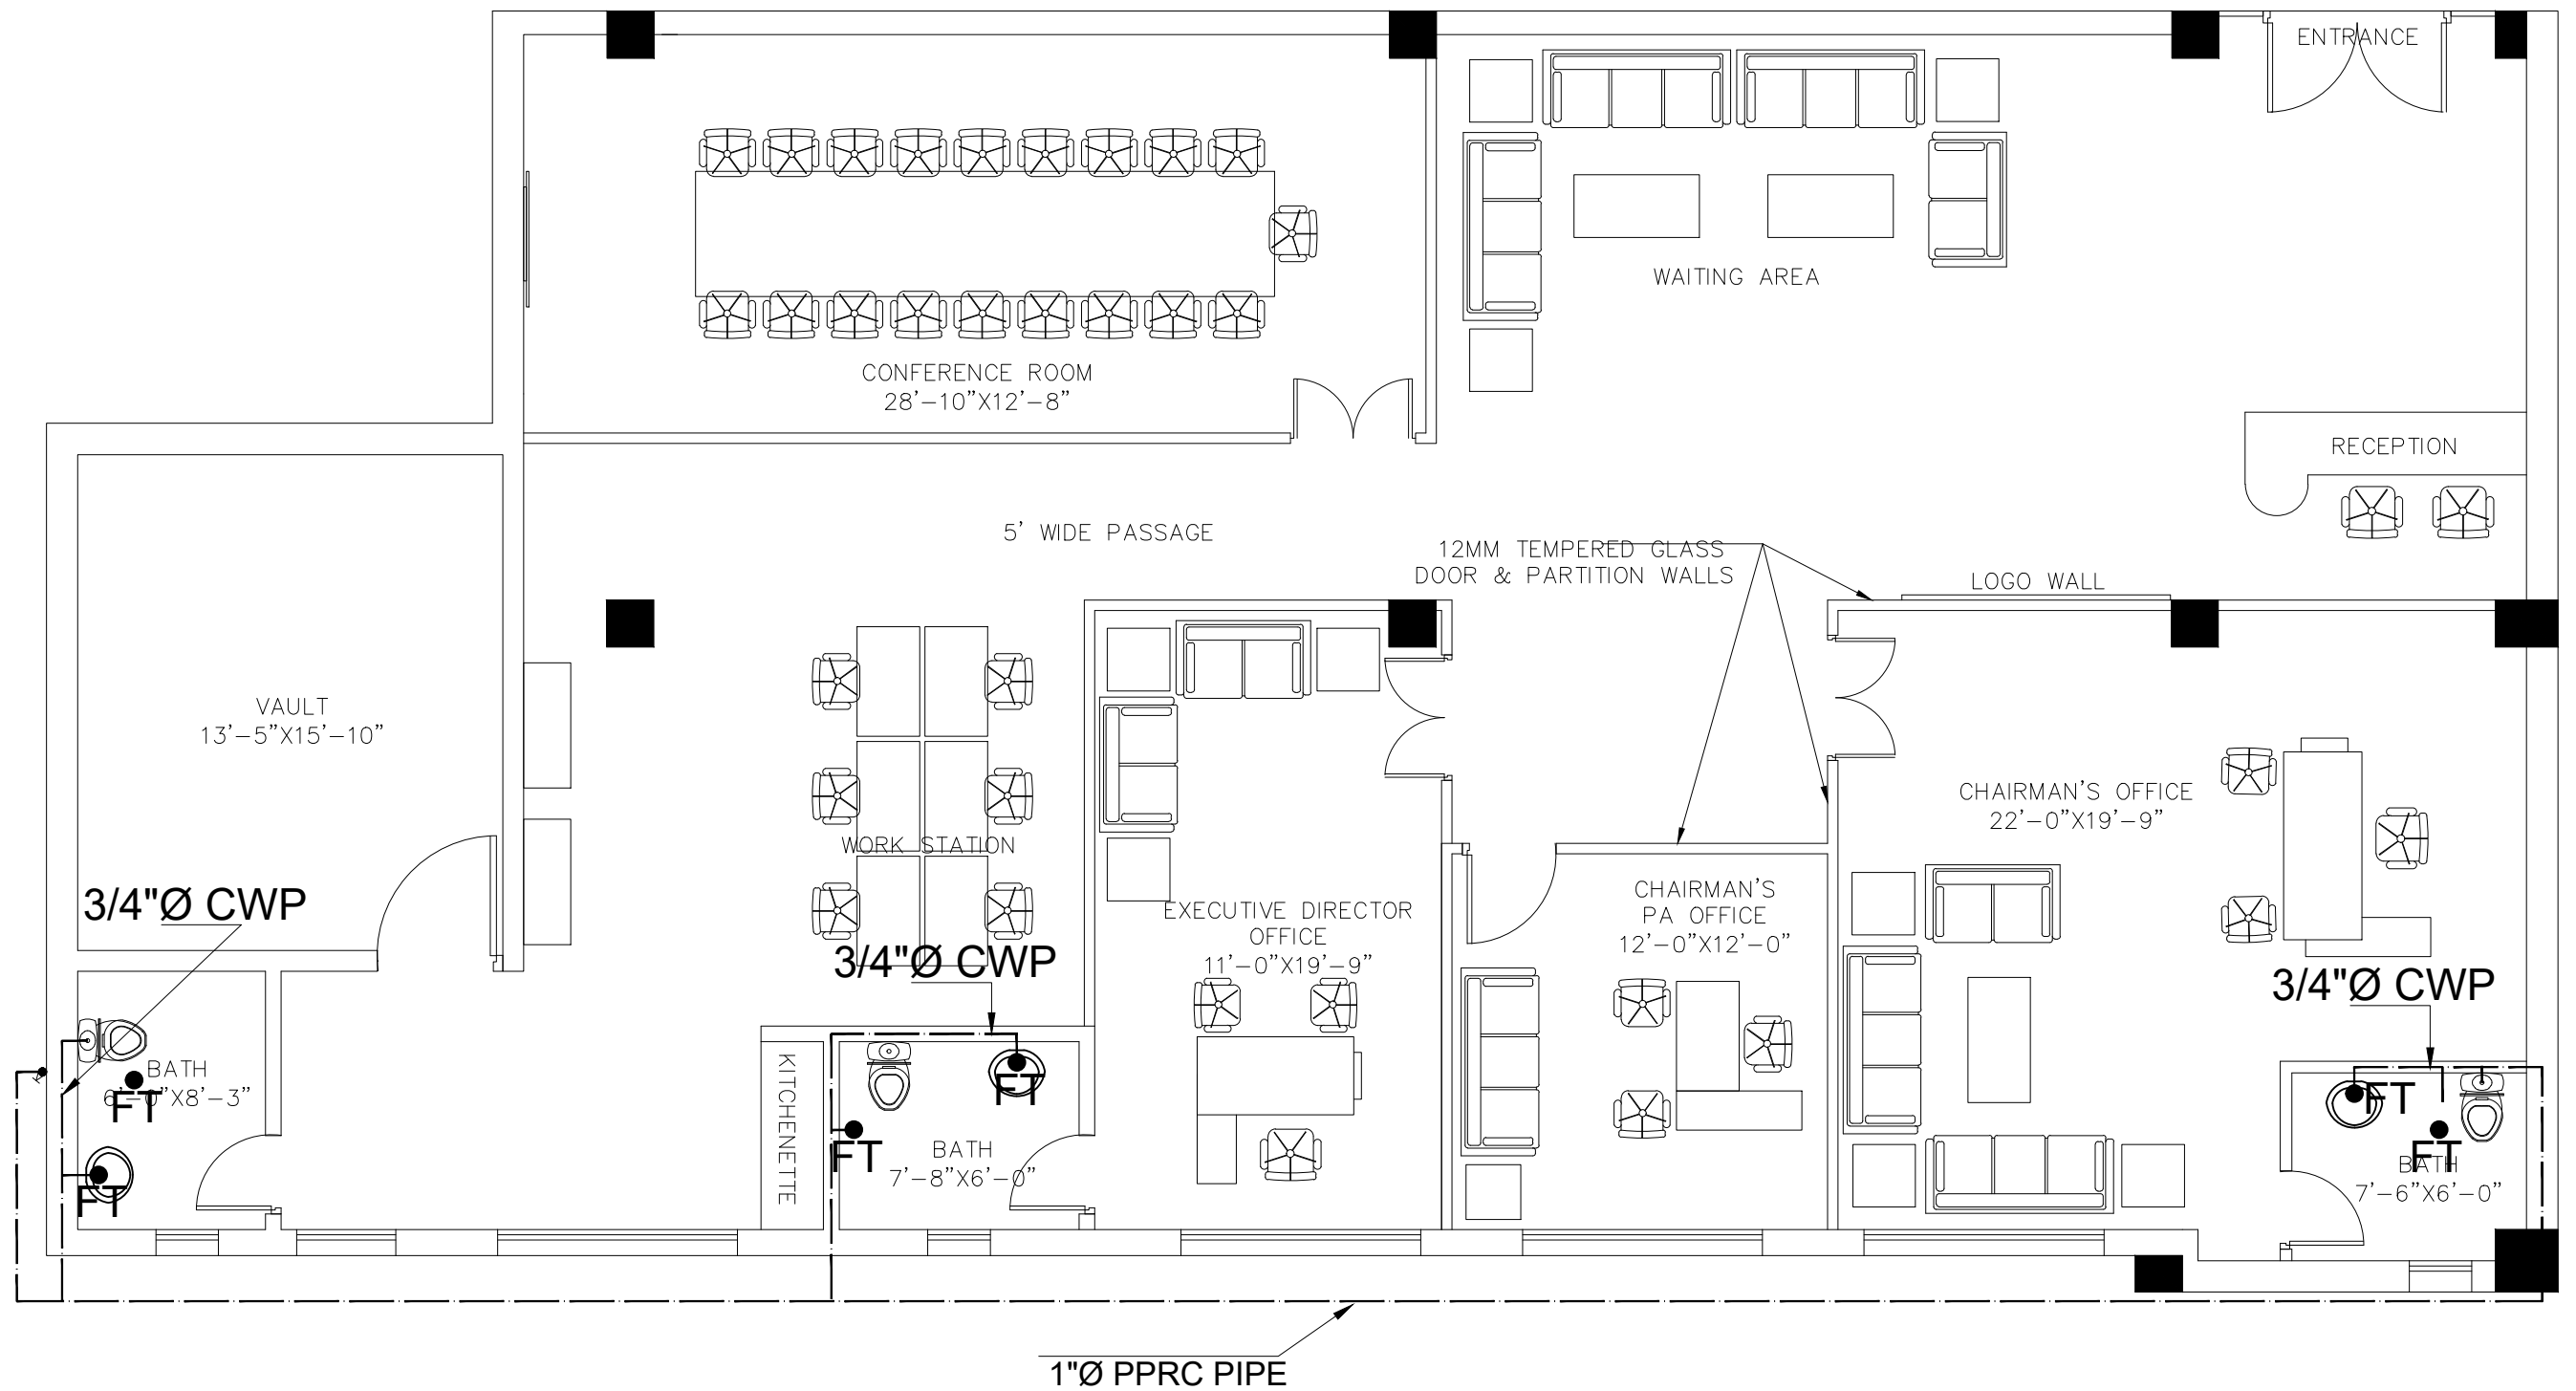 ENTRANCE
WAITING AREA
CONFERENCE ROOM
28'-10"X12'-8"
RECEPTION
5' WIDE PASSAGE
12MM TEMPERED GLASS
DOOR & PARTITION WALLS
LOGO WALL
VAULT
13'-5"X15'-10"
CHAIRMAN'S OFFICE
22'-0"X19'-9"
WORK STATION
3/4"Ø CWP
CHAIRMAN'S
PA OFFICE
12'-0"X12'-0"
EXECUTIVE DIRECTOR
OFFICE
11'-0"X19'-9"
3/4"Ø CWP
3/4"Ø CWP
BATH
6'-0"X8'-3"
FT
FT
KITCHENETTE
FT
FT
BATH
7'-8"X6'-0"
FT
FT
BATH
7'-6"X6'-0"
1"Ø PPRC PIPE